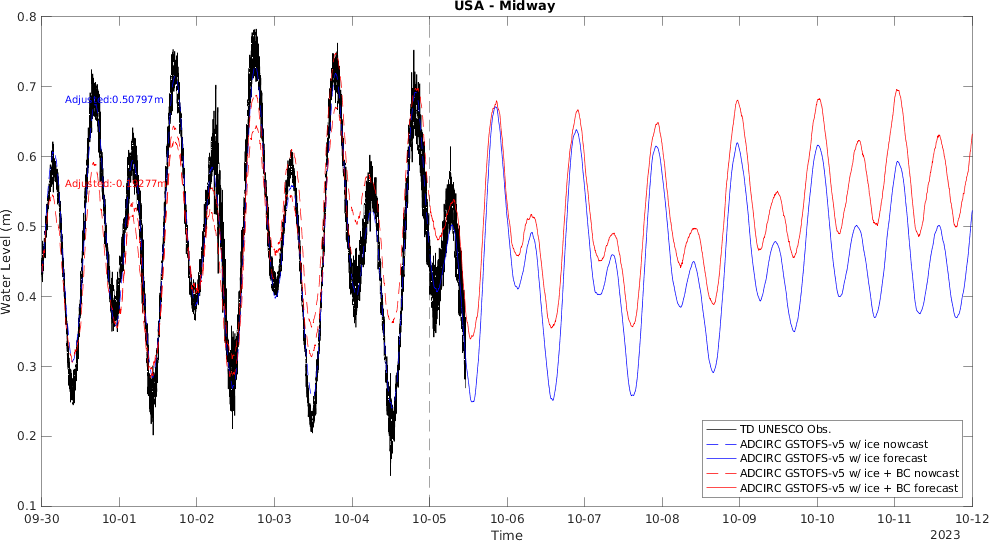 USA - Midway
0.8
0.7
0.6
0.5
0.4
0.3
0.2
0.1
Water Level (m)
Adjusted:0.50797m
TD UNESCO Obs.
ADCIRC GSTOFS-v5 w/ ice nowcast
ADCIRC GSTOFS-v5 w/ ice forecast
ADCIRC GSTOFS-v5 w/ ice + BC nowcast
ADCIRC GSTOFS-v5 w/ ice + BC forecast
09-30 10-01 10-02 10-03 10-04 10-05 10-06 10-07 10-08 10-09 10-10 10-11 10-12
Time
2023